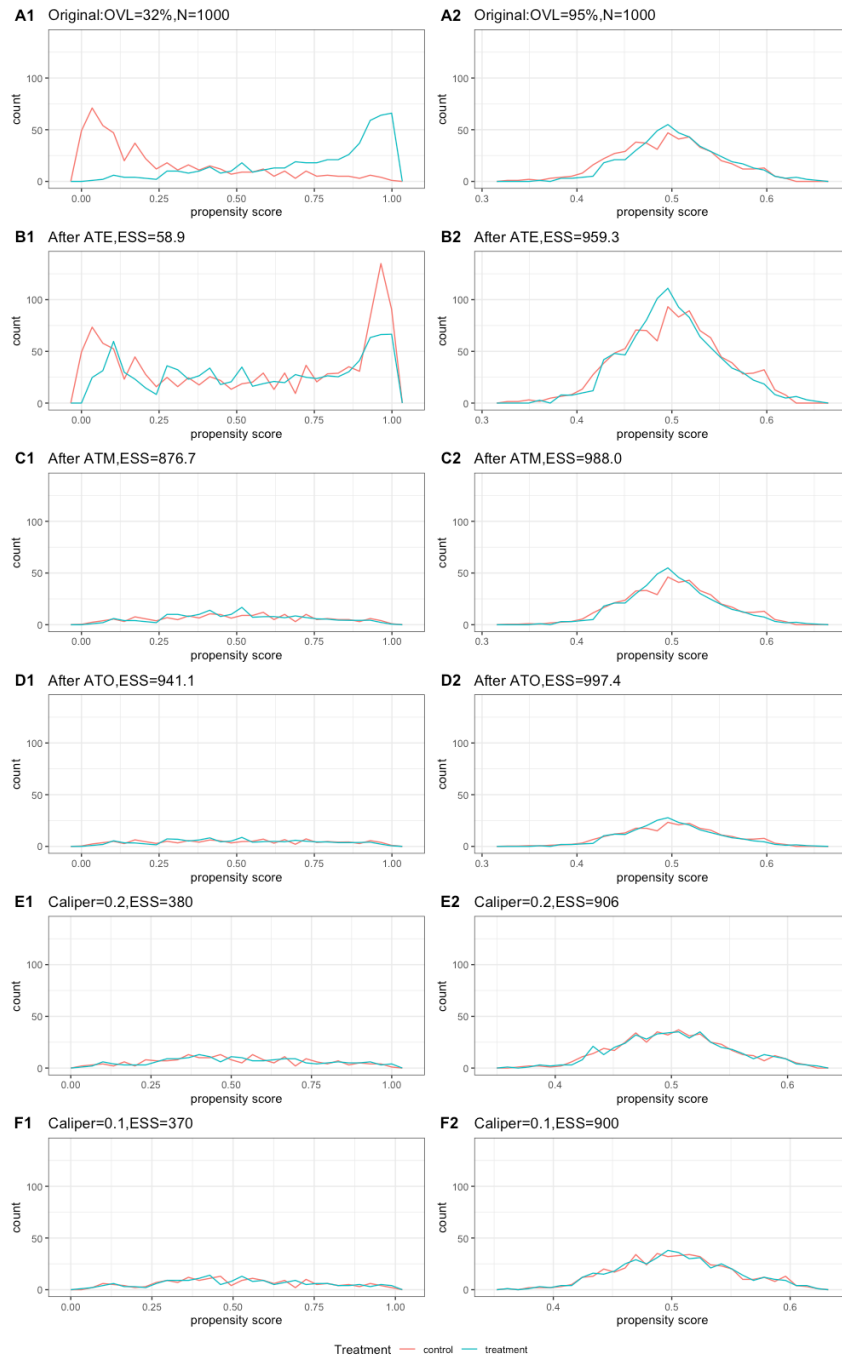 A1 Original:OVL=32%,N=1000
count
100
50
0
0.00 0.25 0.50 0.75 1.00
propensity score
A2 Original:OVL=95%,N=1000
count
100
50
0
0.3 0.4 0.5 0.6
propensity score
B1 After ATE,ESS=58.9
count
100
50
0
0.00 0.25 0.50 0.75 1.00
propensity score
B2 After ATE,ESS=959.3
count
100
50
0
0.3 0.4 0.5 0.6
propensity score
C1 After ATM,ESS=876.7
count
100
50
0
0.00 0.25 0.50 0.75 1.00
propensity score
C2 After ATM,ESS=988.0
count
100
50
0
0.3 0.4 0.5 0.6
propensity score
D1 After ATO,ESS=941.1
count
100
50
0
0.00 0.25 0.50 0.75 1.00
propensity score
D2 After ATO,ESS=997.4
count
100
50
0
0.3 0.4 0.5 0.6
propensity score
E1 Caliper=0.2,ESS=380
count
100
50
0
0.00 0.25 0.50 0.75 1.00
propensity score
E2 Caliper=0.2,ESS=906
count
100
50
0
0.4 0.5 0.6
propensity score
F1 Caliper=0.1,ESS=370
count
100
50
0
0.00 0.25 0.50 0.75 1.00
propensity score
F2 Caliper=0.1,ESS=900
count
100
50
0
0.4 0.5 0.6
propensity score
Treatment control treatment